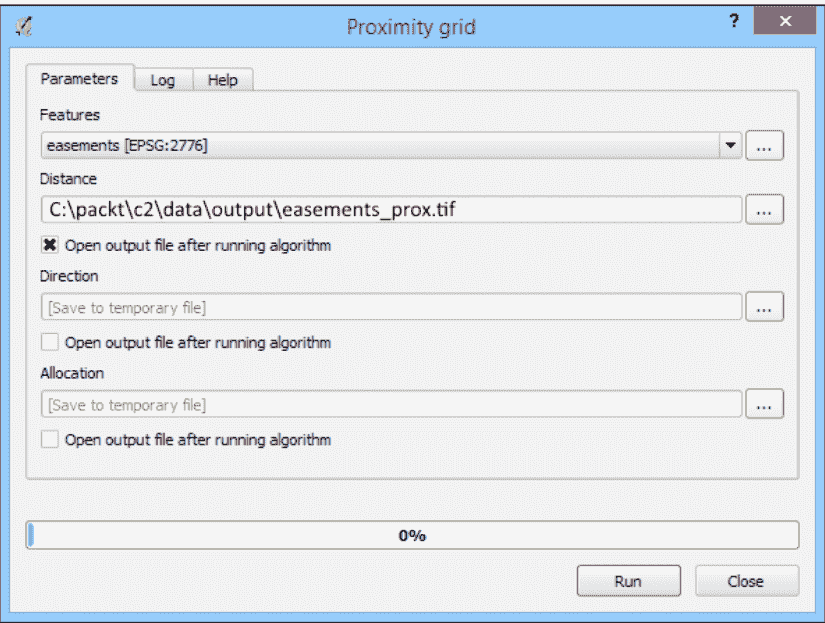 Proximity grid
?
Parameters Log Help
Features
easements [EPSG:2776]
...
Distance
C:\packt\c2\data\output\easements_prox.tif
...
Open output file after running algorithm
Direction
[Save to temporary file]
...
Open output file after running algorithm
Allocation
[Save to temporary file]
...
Open output file after running algorithm
0%
Run Close